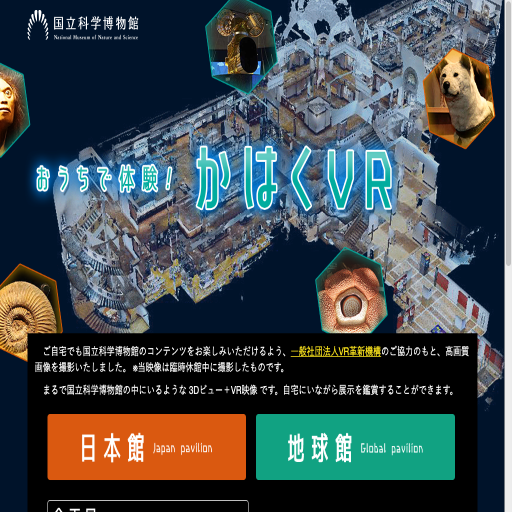 国立科学博物館
National Museum of Nature and Science
おうちで体験！
かはくVR
ご自宅でも国立科学博物館のコンテンツをお楽しみいただけるよう、一般社団法人VR革新機構のご協力のもと、高画質
画像を撮影いたしました。 ※当映像は臨時休館中に撮影したものです。
まるで国立科学博物館の中にいるような 3Dビュー＋VR映像 です。自宅にいながら展示を鑑賞することができます。
日本館 Japan pavilion
地球館 Global pavilion